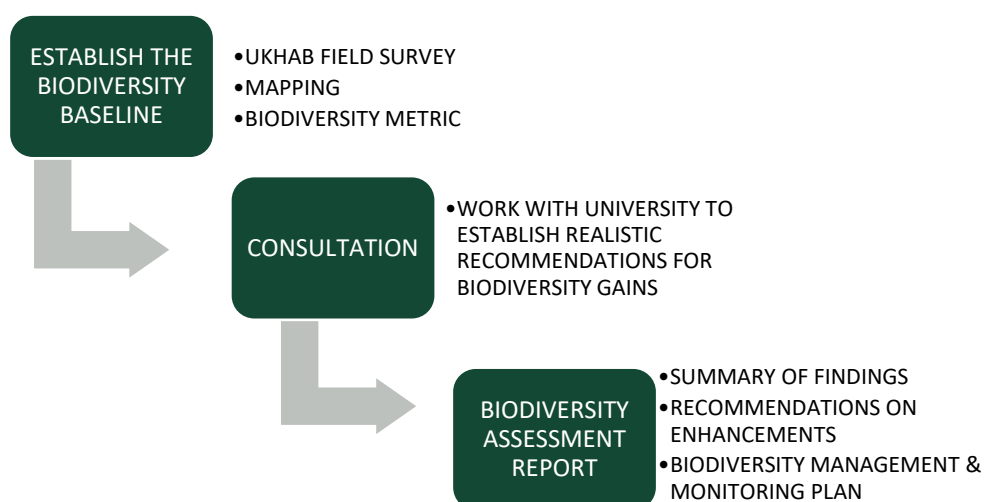 ESTABLISH THE
BIODIVERSITY
BASELINE
•UKHAB FIELD SURVEY
•MAPPING
•BIODIVERSITY METRIC
CONSULTATION
•WORK WITH UNIVERSITY TO
ESTABLISH REALISTIC
RECOMMENDATIONS FOR
BIODIVERSITY GAINS
BIODIVERSITY
ASSESSMENT
REPORT
•SUMMARY OF FINDINGS
•RECOMMENDATIONS ON
ENHANCEMENTS
•BIODIVERSITY MANAGEMENT &
MONITORING PLAN